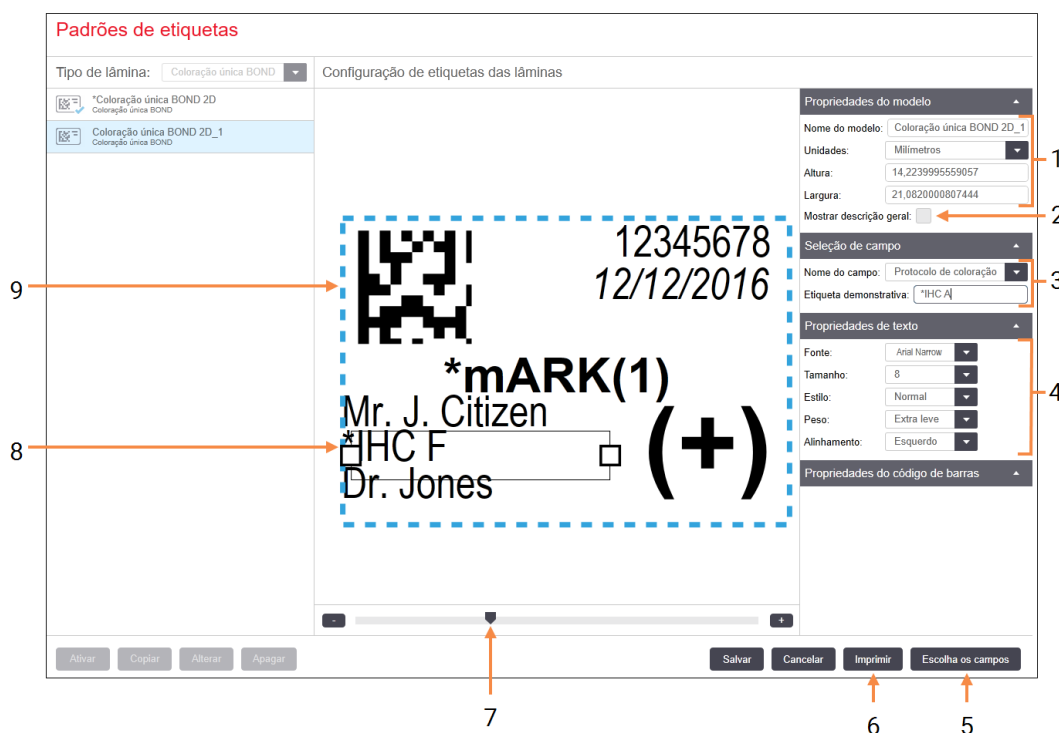 Padrões de etiquetas
Tipo de lâmina: Coloração única BOND
Configuração de etiquetas das lâminas
*Coloração única BOND 2D
Coloração única BOND
Coloração única BOND 2D_1
Coloração única BOND
12345678
12/12/2016
*mARK(1)
Mr. J. Citizen
*IHC F
Dr. Jones
(+)
Propriedades do modelo
Nome do modelo: Coloração única BOND 2D_1
Unidades: Milímetros
Altura: 14,2239995559057
Largura: 21,0820000807444
Mostrar descrição geral:
Seleção de campo
Nome do campo: Protocolo de coloração
Etiqueta demonstrativa: *IHC A
Propriedades de texto
Fonte: Arial Narrow
Tamanho: 8
Estilo: Normal
Peso: Extra leve
Alinhamento: Esquerdo
Propriedades do código de barras
1
2
3
4
9
8
- +
Ativar Copiar Alterar Apagar
Salvar Cancelar Imprimir Escolha os campos
7
6
5